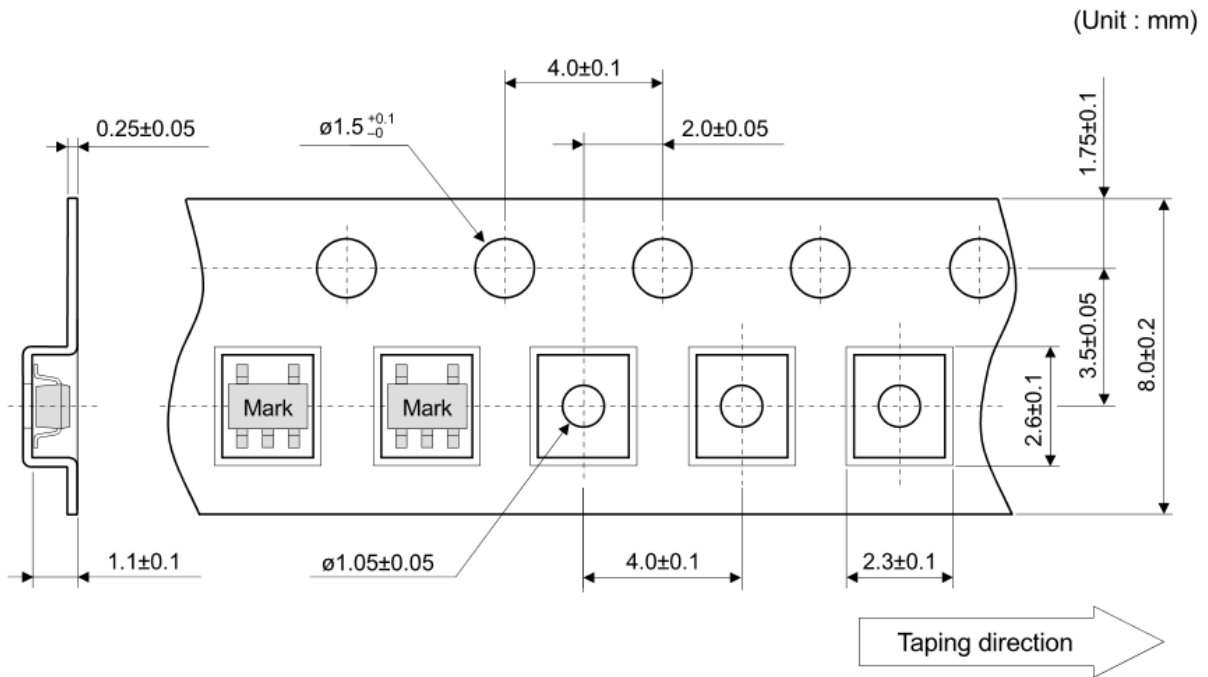 (Unit : mm)
4.0±0.1
0.25±0.05
ø1.5 +0.1 −0
2.0±0.05
1.75±0.1
3.5±0.05
8.0±0.2
2.6±0.1
Mark
Mark
1.1±0.1
ø1.05±0.05
4.0±0.1
2.3±0.1
Taping direction